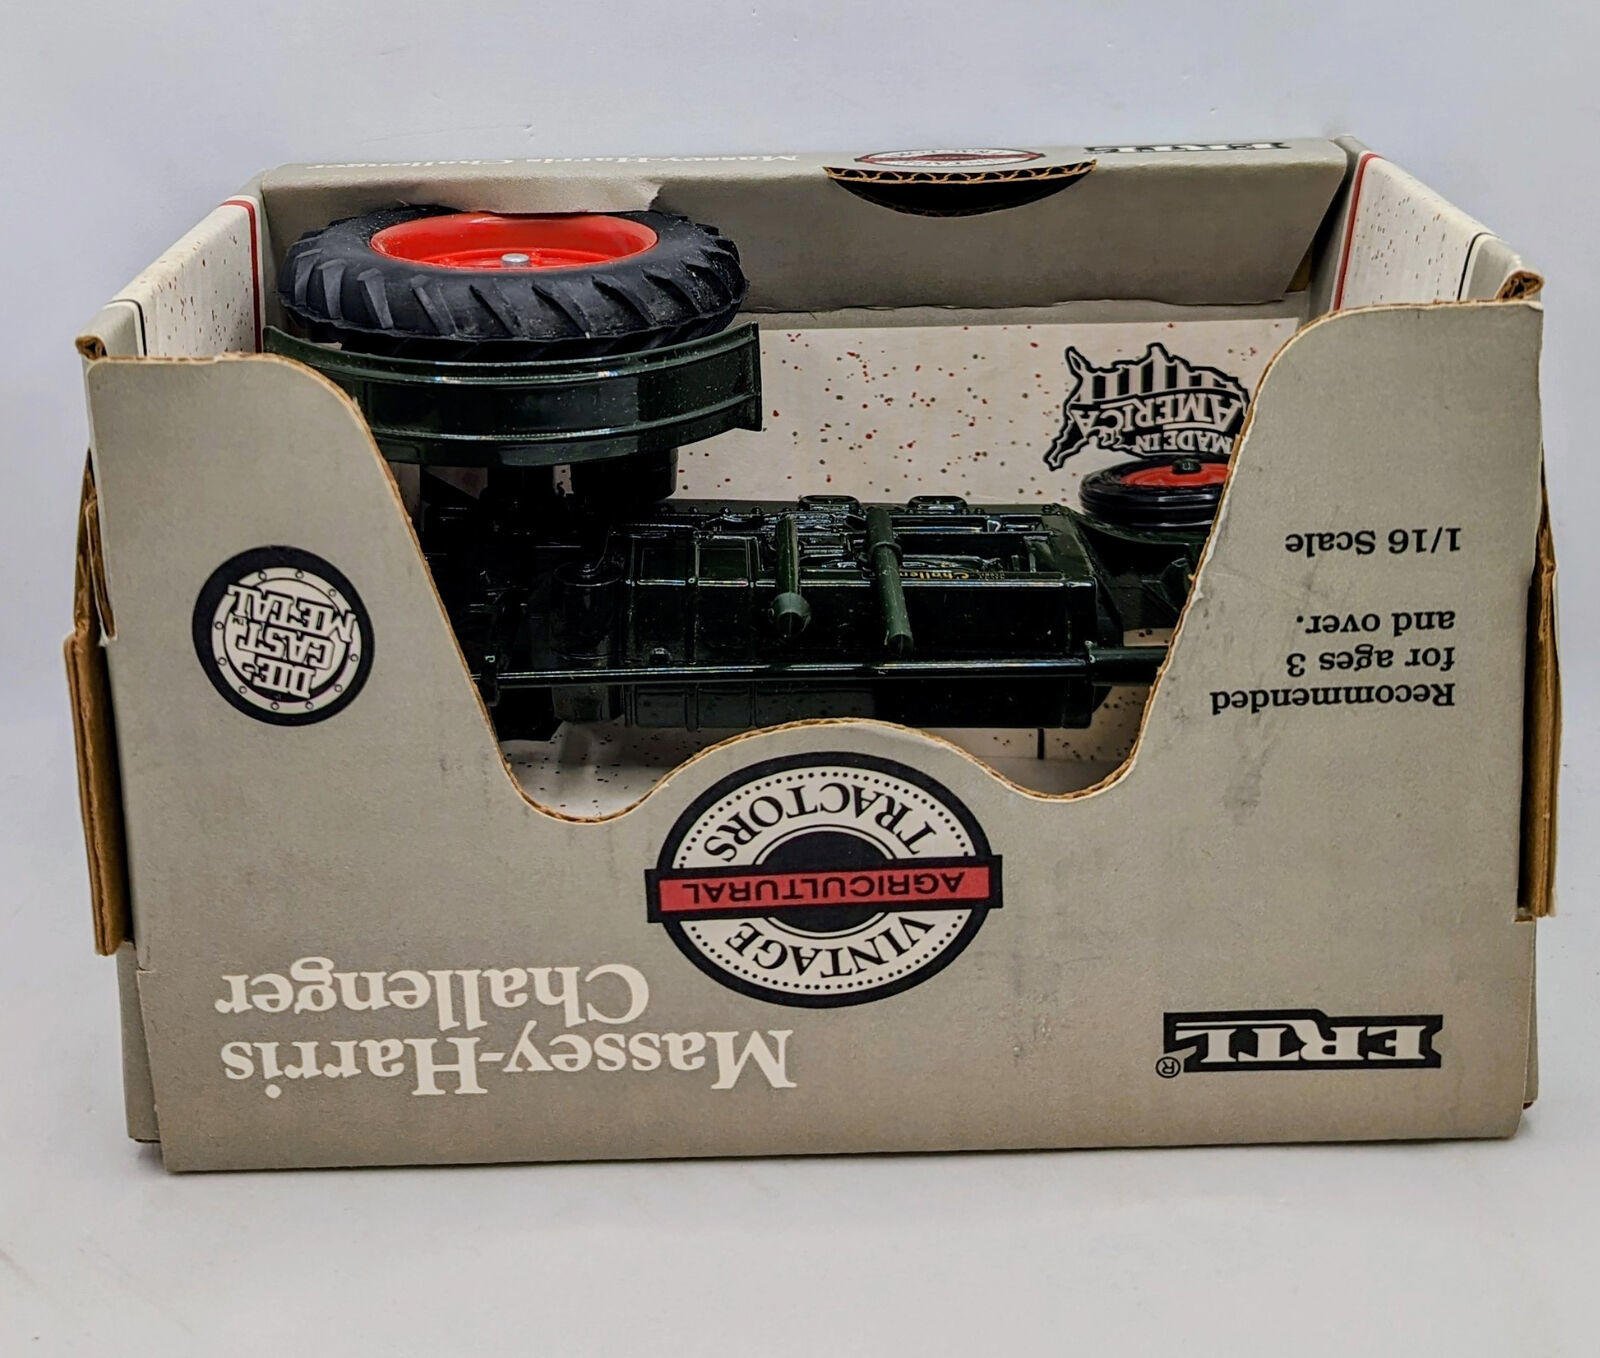 ERTL®
Massey-Harris
Challenger
VINTAGE
AGRICULTURAL
TRACTORS
Recommended
for ages 3
and over.
1/16 Scale
DIE
CAST
METAL™
MADE IN
AMERICA
Massey-Harris Challenger
ERTL